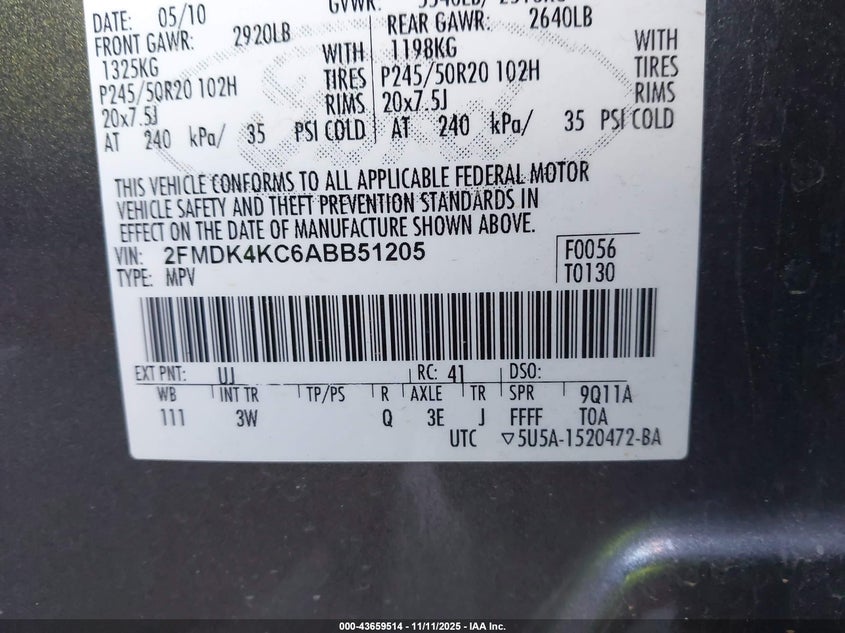 DATE: 05/10 GVWR:
FRONT GAWR: 2920LB REAR GAWR: 2640LB
1325KG WITH 1198KG WITH
P245/50R20 102H TIRES P245/50R20 102H TIRES
20x7.5J RIMS 20x7.5J RIMS
AT 240 kPa/ 35 PSI COLD AT 240 kPa/ 35 PSI COLD
THIS VEHICLE CONFORMS TO ALL APPLICABLE FEDERAL MOTOR
VEHICLE SAFETY AND THEFT PREVENTION STANDARDS IN
EFFECT ON THE DATE OF MANUFACTURE SHOWN ABOVE.
VIN: 2FMDK4KC6ABB51205 F0056
TYPE: MPV T0130
EXT PNT: UJ RC: 41 DSO:
WB INT TR TP/PS R AXLE TR SPR 9Q11A
111 3W Q 3E J FFFF TOA
UTC ▽5U5A-1520472-BA
000-43659514 - 11/11/2025 - IAA Inc.